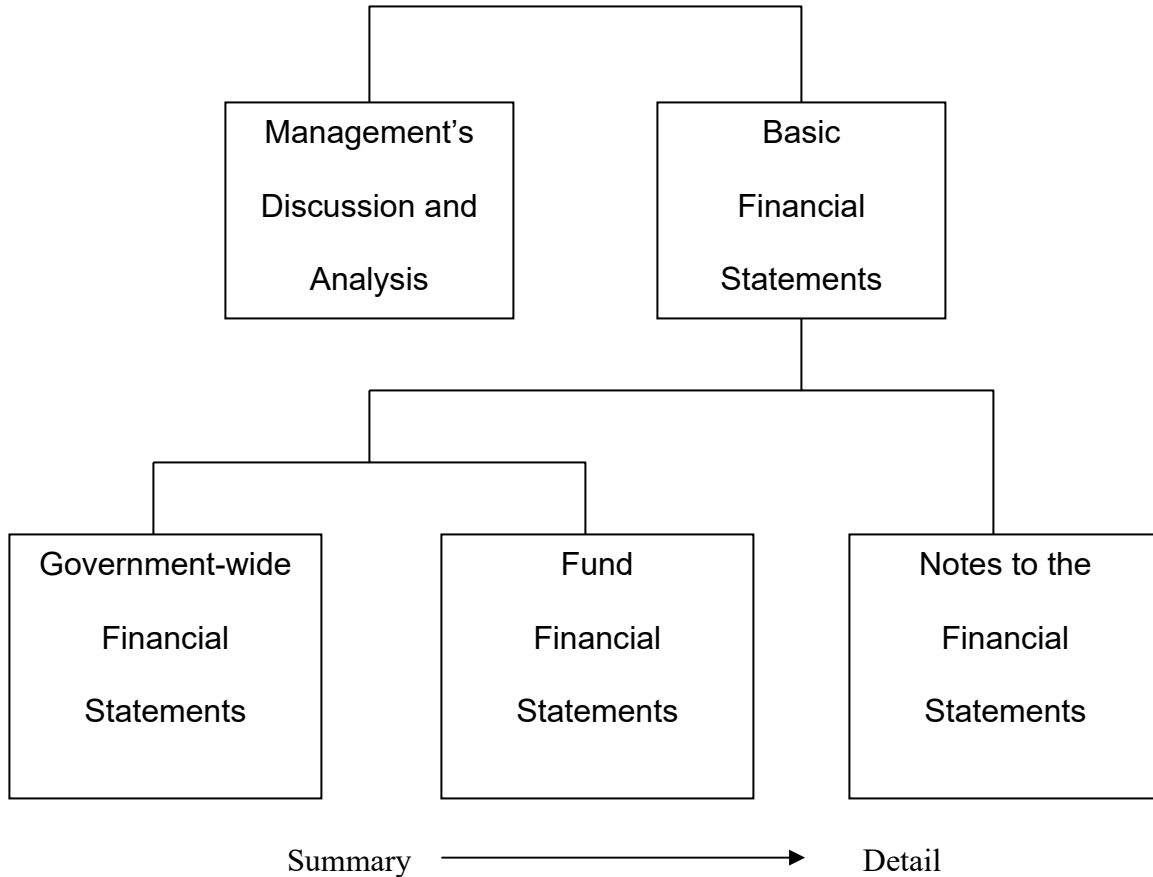 Management’s
Discussion and
Analysis
Basic
Financial
Statements
Government-wide
Financial
Statements
Fund
Financial
Statements
Notes to the
Financial
Statements
Summary
Detail